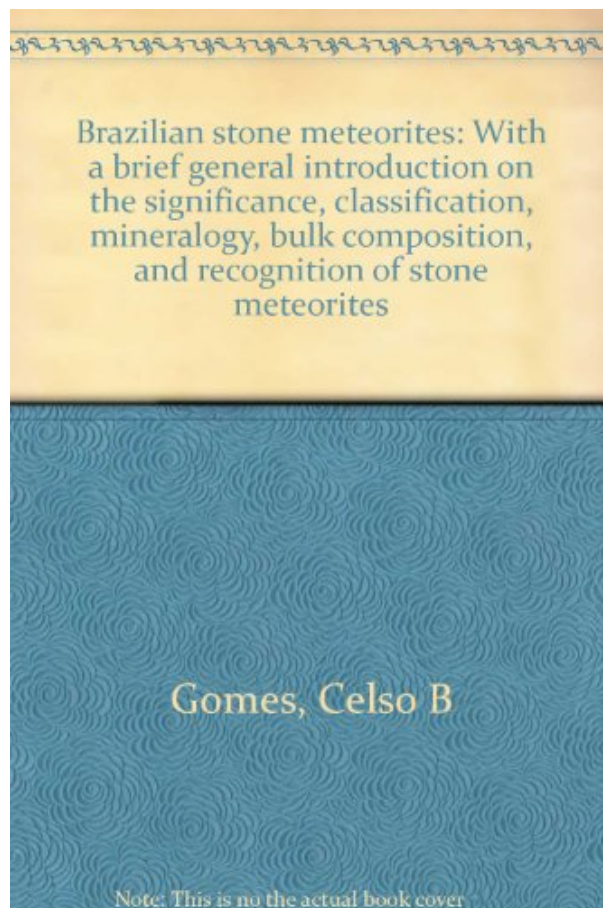 Brazilian stone meteorites: With
a brief general introduction on
the significance, classification,
mineralogy, bulk composition,
and recognition of stone
meteorites
Gomes, Celso B
Note: This is no the actual book cover